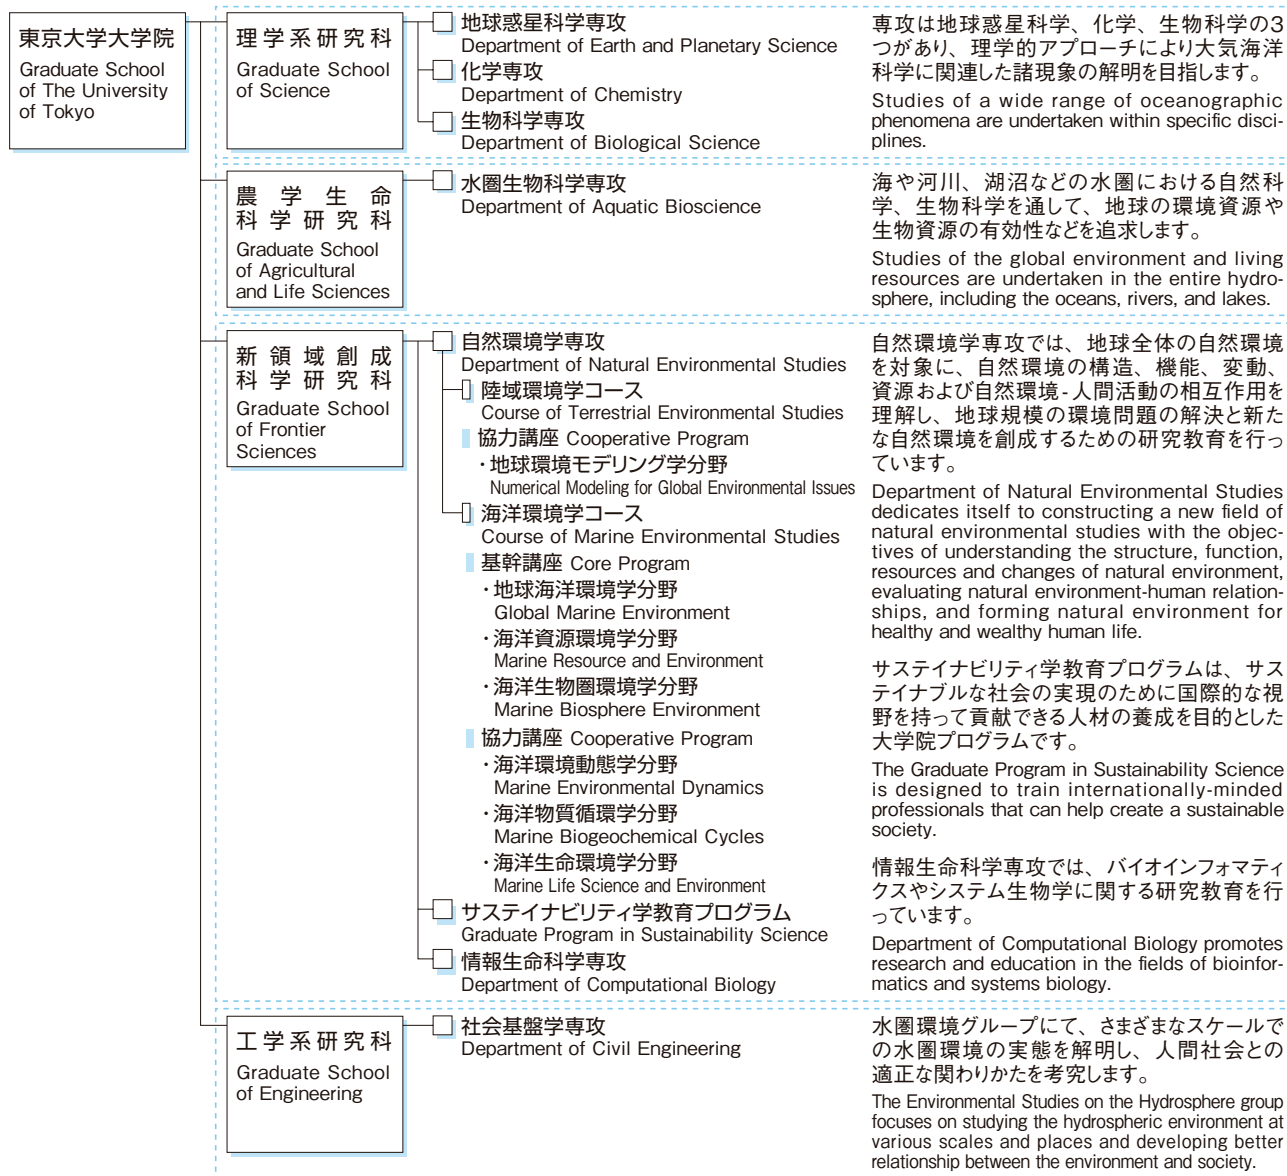 東京大学大学院
Graduate School
of The University
of Tokyo
理学系研究科
Graduate School
of Science
地球惑星科学専攻
Department of Earth and Planetary Science
化学専攻
Department of Chemistry
生物科学専攻
Department of Biological Science
専攻は地球惑星科学、化学、生物科学の3
つがあり、理学的アプローチにより大気海洋
科学に関連した諸現象の解明を目指します。
Studies of a wide range of oceanographic
phenomena are undertaken within specific disci-
plines.
農学生命
科学研究科
Graduate School
of Agricultural
and Life Sciences
水圏生物科学専攻
Department of Aquatic Bioscience
海や河川、湖沼などの水圏における自然科
学、生物科学を通して、地球の環境資源や
生物資源の有効性などを追求します。
Studies of the global environment and living
resources are undertaken in the entire hydro-
sphere, including the oceans, rivers, and lakes.
新領域創成
科学研究科
Graduate School
of Frontier
Sciences
自然環境学専攻
Department of Natural Environmental Studies
陸域環境学コース
Course of Terrestrial Environmental Studies
協力講座 Cooperative Program
・地球環境モデリング学分野
Numerical Modeling for Global Environmental Issues
海洋環境学コース
Course of Marine Environmental Studies
基幹講座 Core Program
・地球海洋環境学分野
Global Marine Environment
・海洋資源環境学分野
Marine Resource and Environment
・海洋生物圏環境学分野
Marine Biosphere Environment
協力講座 Cooperative Program
・海洋環境動態学分野
Marine Environmental Dynamics
・海洋物質循環学分野
Marine Biogeochemical Cycles
・海洋生命環境学分野
Marine Life Science and Environment
サステイナビリティ学教育プログラム
Graduate Program in Sustainability Science
情報生命科学専攻
Department of Computational Biology
自然環境学専攻では、地球全体の自然環境
を対象に、自然環境の構造、機能、変動、
資源および自然環境-人間活動の相互作用を
理解し、地球規模の環境問題の解決と新た
な自然環境を創成するための研究教育を行っ
ています。
Department of Natural Environmental Studies
dedicates itself to constructing a new field of
natural environmental studies with the objec-
tives of understanding the structure, function,
resources and changes of natural environment,
evaluating natural environment-human relation-
ships, and forming natural environment for
healthy and wealthy human life.
サステイナビリティ学教育プログラムは、サス
テイナブルな社会の実現のために国際的な視
野を持って貢献できる人材の養成を目的とした
大学院プログラムです。
The Graduate Program in Sustainability Science
is designed to train internationally-minded
professionals that can help create a sustainable
society.
情報生命科学専攻では、バイオインフォマティ
クスやシステム生物学に関する研究教育を行
っています。
Department of Computational Biology promotes
research and education in the fields of bioinfor-
matics and systems biology.
工学系研究科
Graduate School
of Engineering
社会基盤学専攻
Department of Civil Engineering
水圏環境グループにて、さまざまなスケールで
の水圏環境の実態を解明し、人間社会との
適正な関わりかたを考究します。
The Environmental Studies on the Hydrosphere group
focuses on studying the hydrospheric environment at
various scales and places and developing better
relationship between the environment and society.